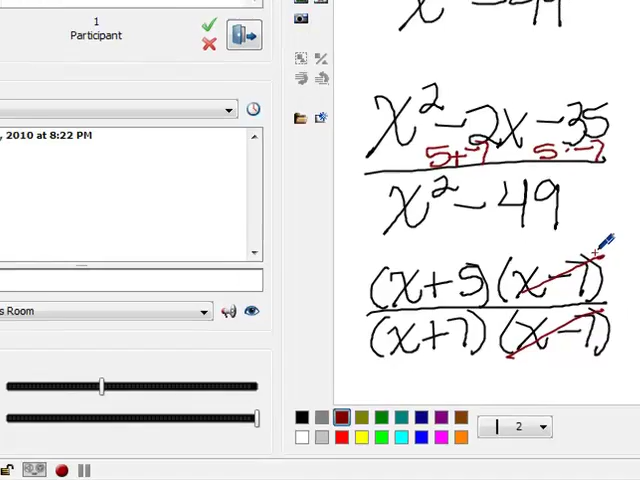 1
Participant
, 2010 at 8:22 PM
s Room
2
x² - 2x - 35
5+-7 5·-7
x² - 49
(x+5)(x-7)
(x+7)(x-7)